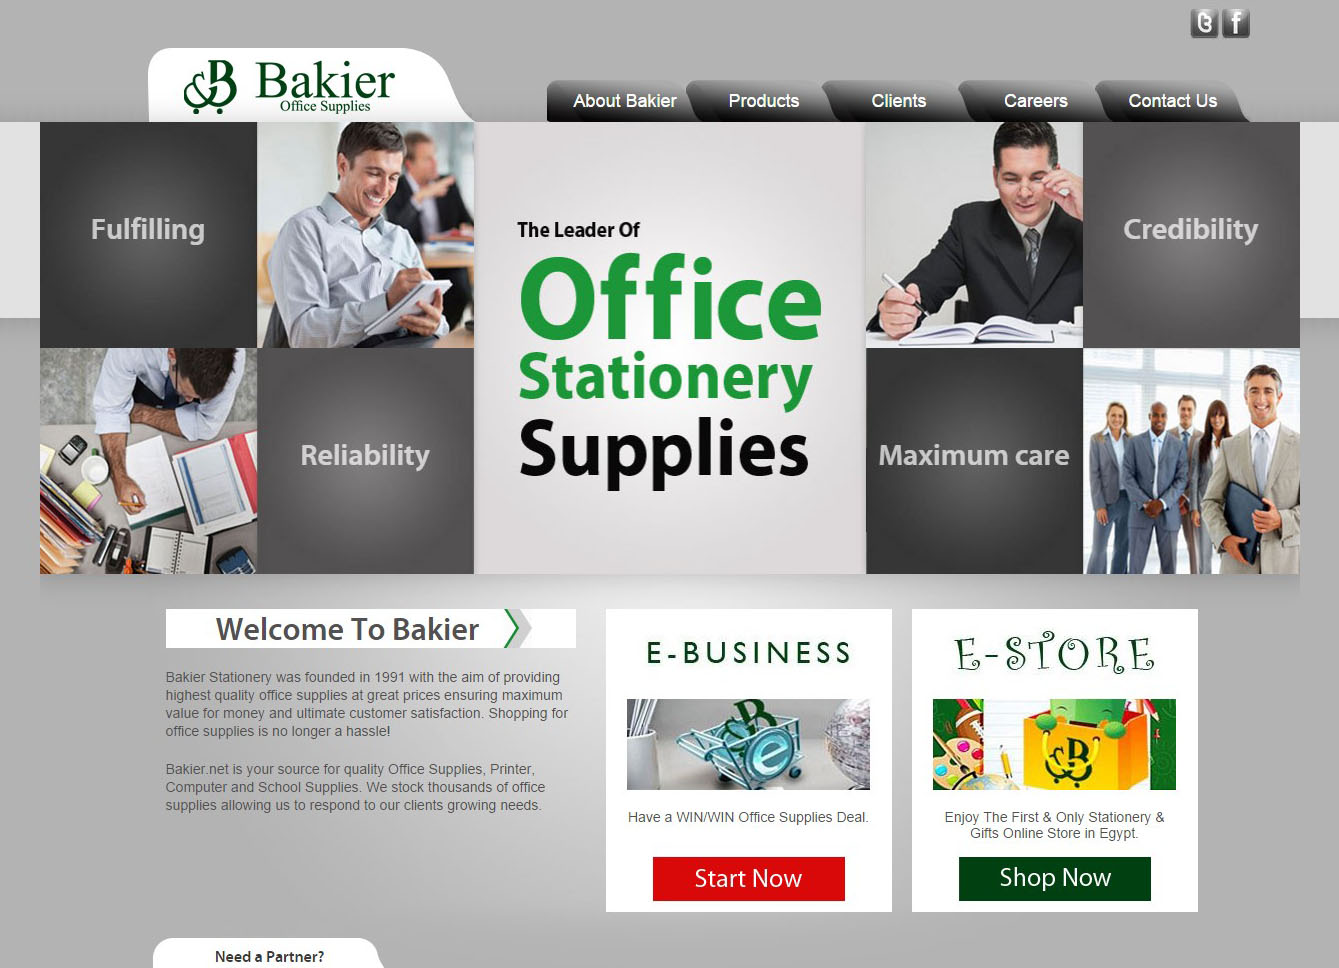 Bakier
Office Supplies
About Bakier
Products
Clients
Careers
Contact Us
Fulfilling
The Leader Of
Office
Stationery
Supplies
Credibility
Reliability
Maximum care
Welcome To Bakier
Bakier Stationery was founded in 1991 with the aim of providing
highest quality office supplies at great prices ensuring maximum
value for money and ultimate customer satisfaction. Shopping for
office supplies is no longer a hassle!
Bakier.net is your source for quality Office Supplies, Printer,
Computer and School Supplies. We stock thousands of office
supplies allowing us to respond to our clients growing needs.
E-BUSINESS
Have a WIN/WIN Office Supplies Deal.
Start Now
E-STORE
Enjoy The First & Only Stationery &
Gifts Online Store in Egypt.
Shop Now
Need a Partner?